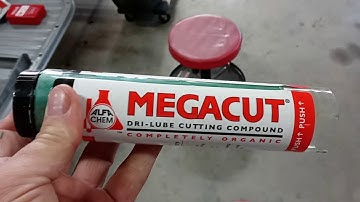 ALFA
CHEM
MEGACUT®
DRI-LUBE CUTTING COMPOUND
COMPLETELY ORGANIC
PUSH↑ PUSH↑